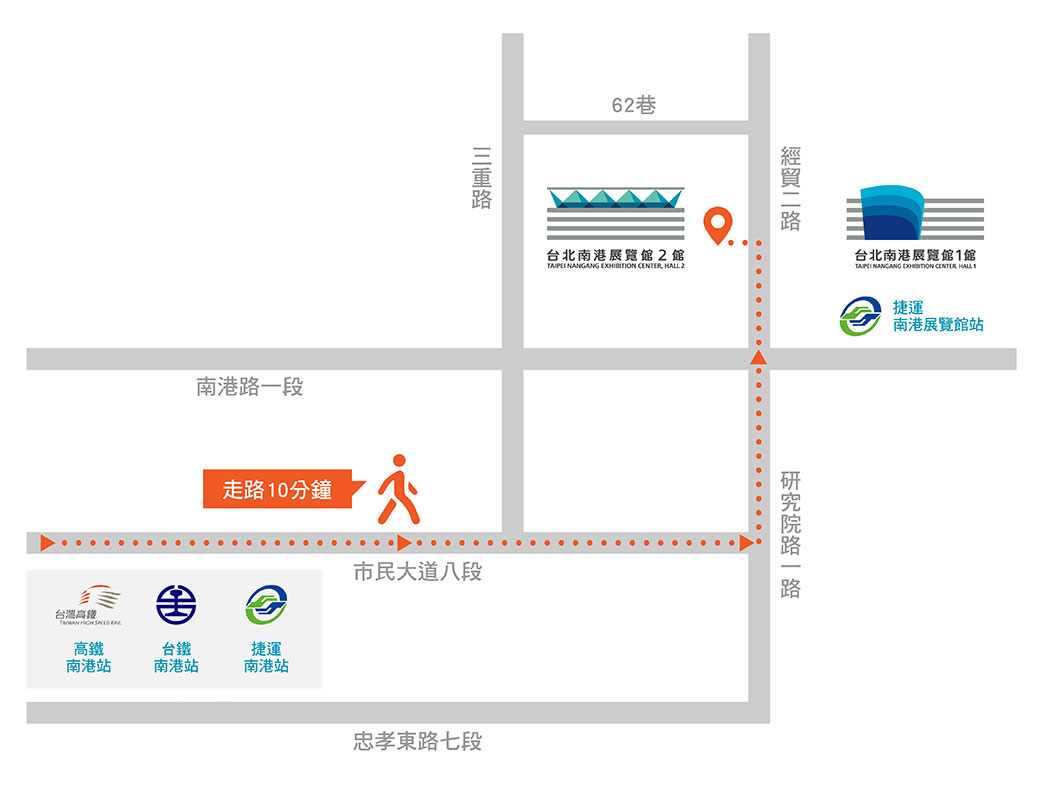 62巷
三重路
經貿二路
台北南港展覽館2館
TAIPEI NANGANG EXHIBITION CENTER, HALL 2
台北南港展覽館1館
TAIPEI NANGANG EXHIBITION CENTER, HALL 1
捷運
南港展覽館站
南港路一段
走路10分鐘
研究院路一路
市民大道八段
台灣高鐵
TAIWAN HIGH SPEED RAIL
高鐵
南港站
台鐵
南港站
捷運
南港站
忠孝東路七段